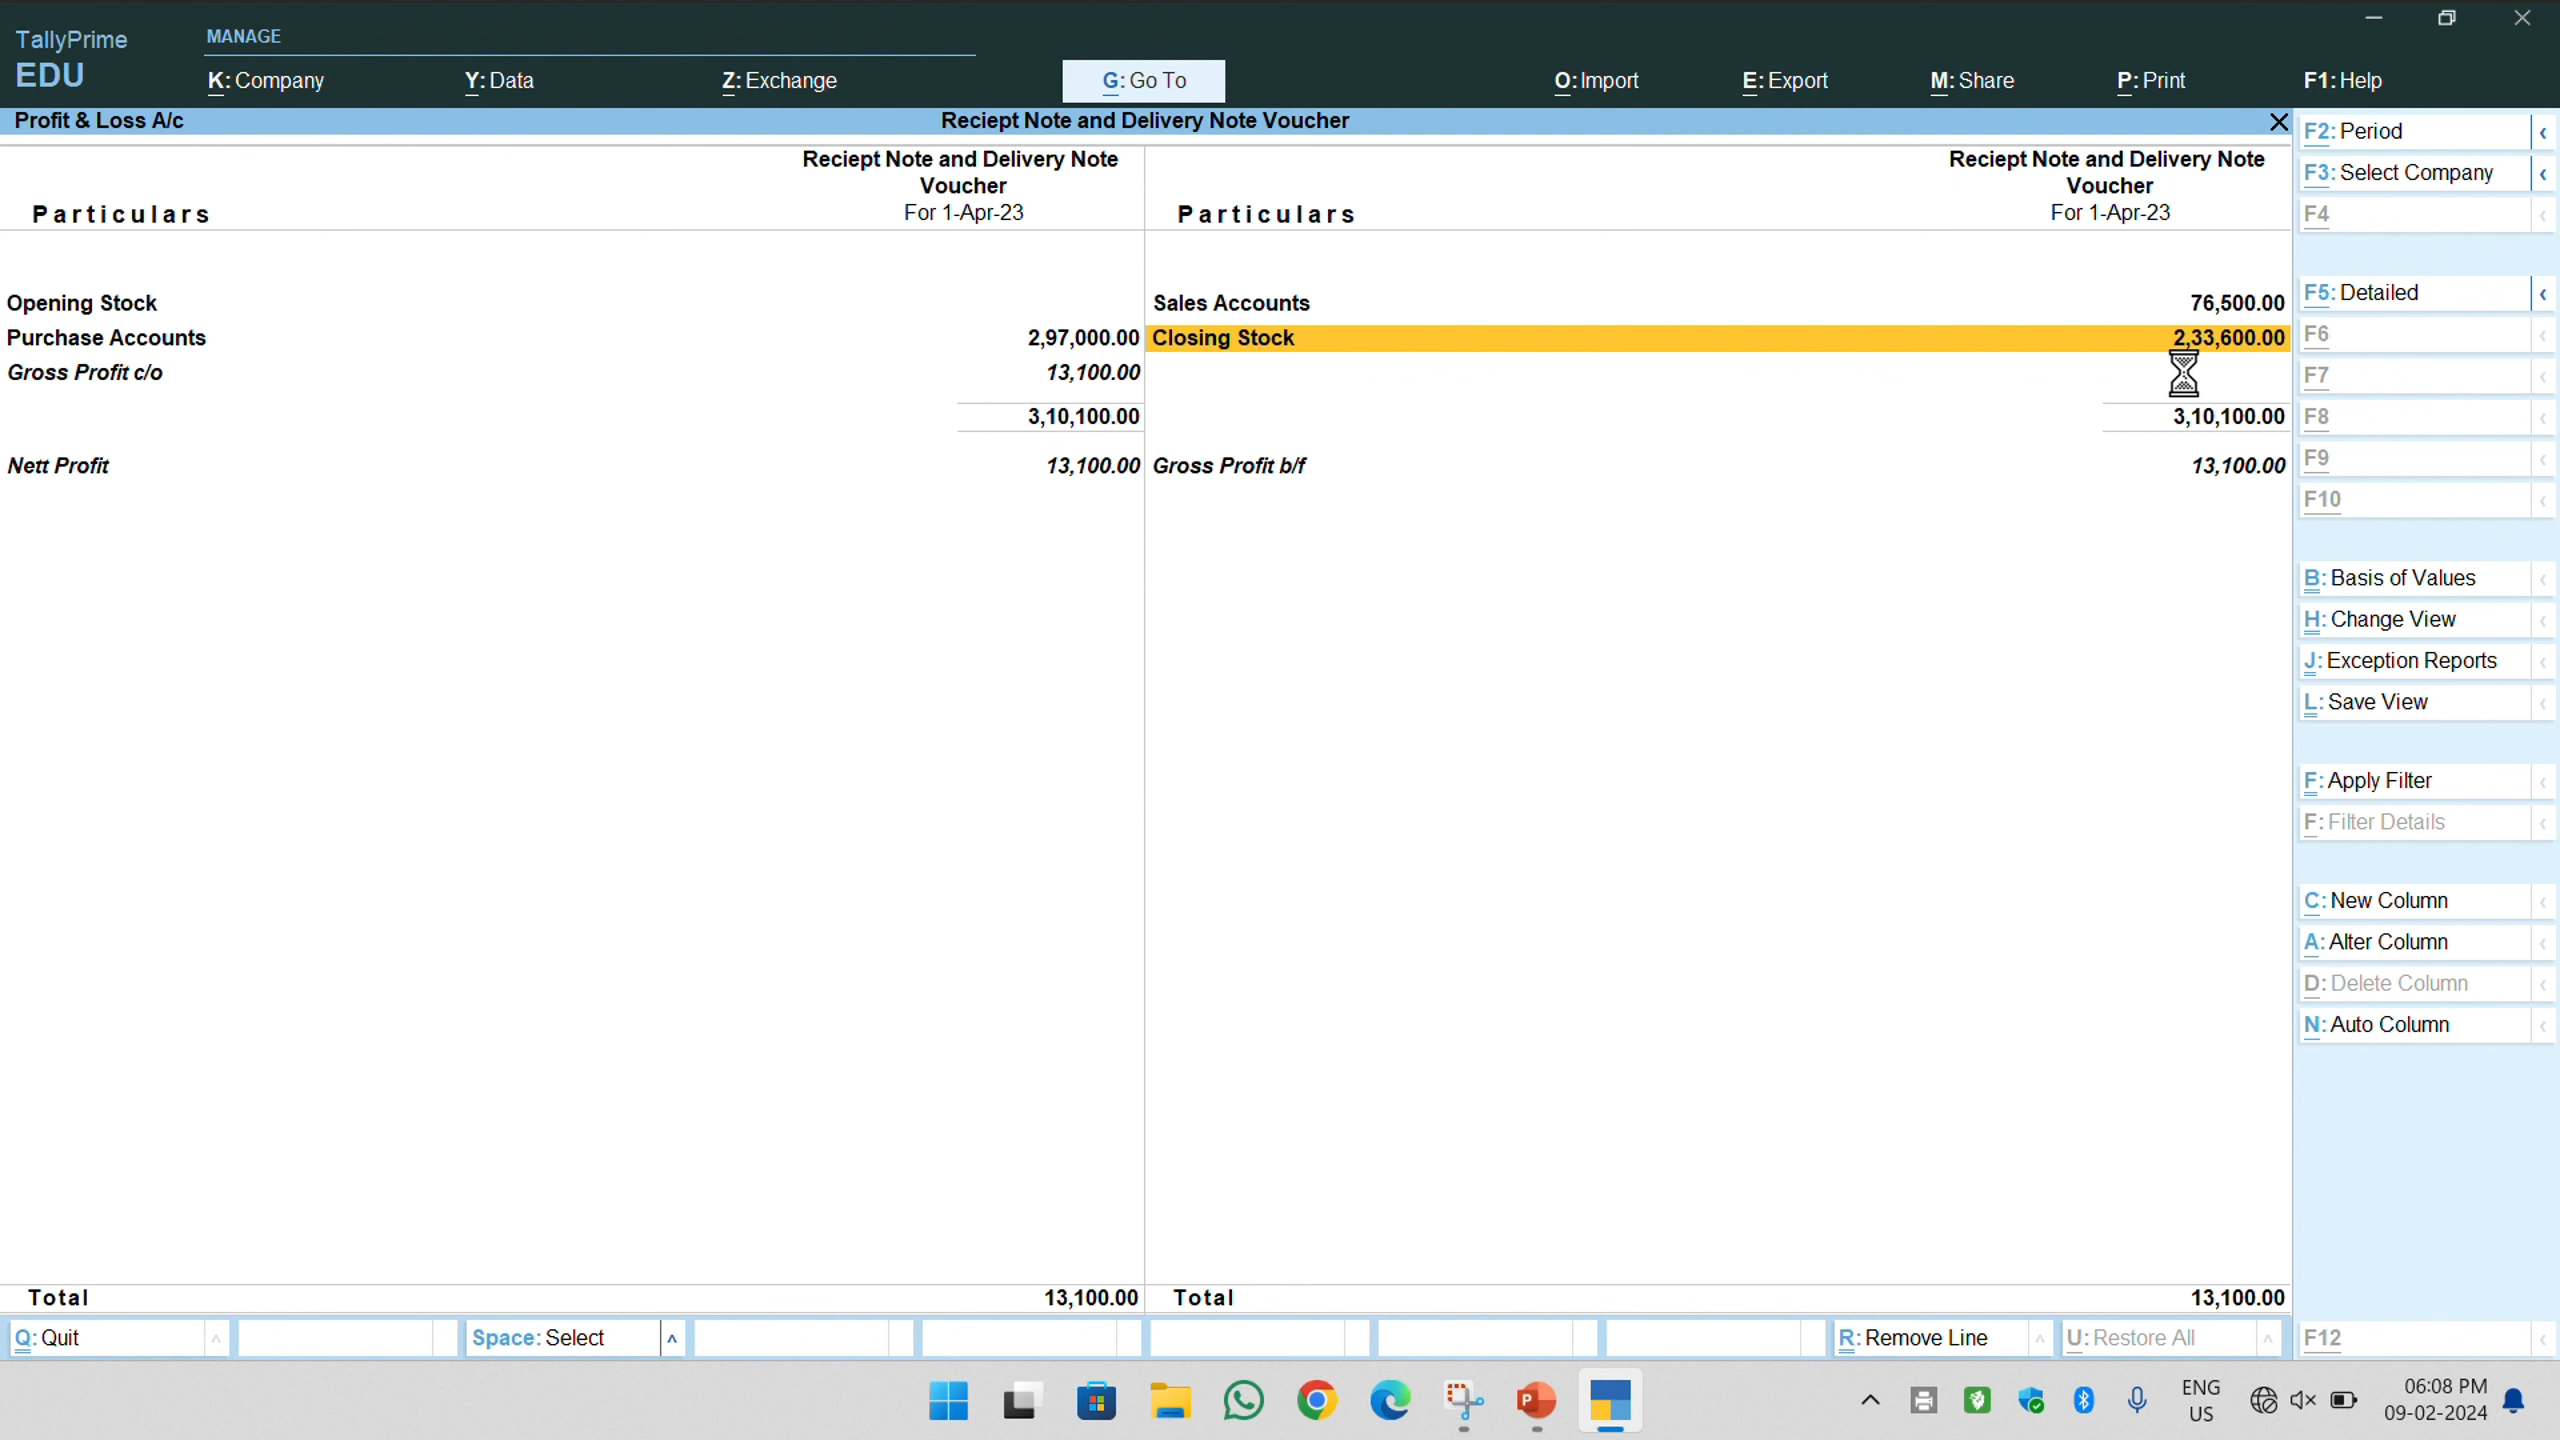 TallyPrime
EDU
MANAGE
K: Company
Y: Data
Z: Exchange
G: Go To
O: Import
E: Export
M: Share
P: Print
F1: Help
Profit & Loss A/c
Reciept Note and Delivery Note Voucher
Particulars
Reciept Note and Delivery Note
Voucher
For 1-Apr-23
Particulars
Reciept Note and Delivery Note
Voucher
For 1-Apr-23
Opening Stock
Purchase Accounts 2,97,000.00
Gross Profit c/o 13,100.00
3,10,100.00
Nett Profit 13,100.00
Sales Accounts 76,500.00
Closing Stock 2,33,600.00
3,10,100.00
Gross Profit b/f 13,100.00
Total 13,100.00
Total 13,100.00
F2: Period
F3: Select Company
F4
F5: Detailed
F6
F7
F8
F9
F10
B: Basis of Values
H: Change View
J: Exception Reports
L: Save View
F: Apply Filter
F: Filter Details
C: New Column
A: Alter Column
D: Delete Column
N: Auto Column
F12
Q: Quit
Space: Select
R: Remove Line
U: Restore All
ENG
US
06:08 PM
09-02-2024